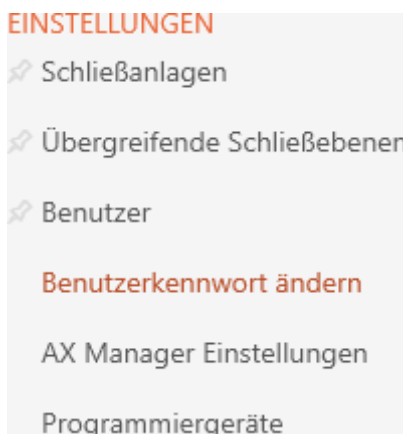 EINSTELLUNGEN
Schließanlagen
Übergreifende Schließebenen
Benutzer
Benutzerkennwort ändern
AX Manager Einstellungen
Programmiergeräte